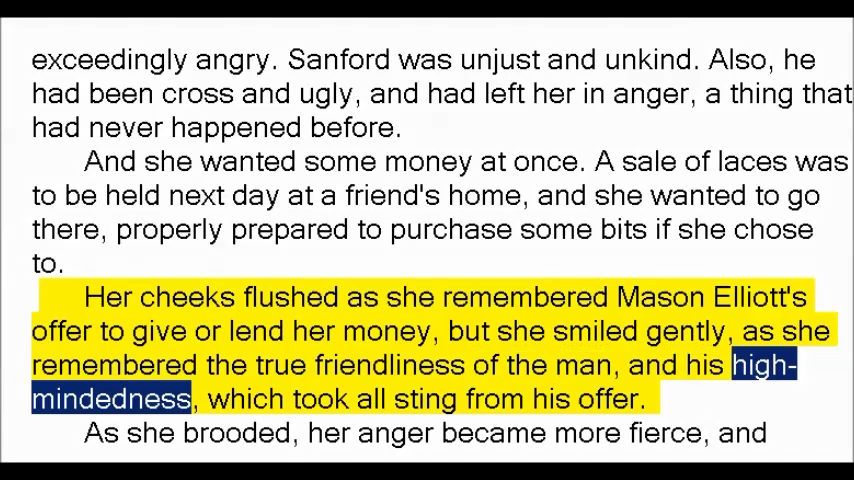 exceedingly angry. Sanford was unjust and unkind. Also, he
had been cross and ugly, and had left her in anger, a thing that
had never happened before.
And she wanted some money at once. A sale of laces was
to be held next day at a friend's home, and she wanted to go
there, properly prepared to purchase some bits if she chose
to.
Her cheeks flushed as she remembered Mason Elliott's
offer to give or lend her money, but she smiled gently, as she
remembered the true friendliness of the man, and his high-
mindedness, which took all sting from his offer.
As she brooded, her anger became more fierce, and